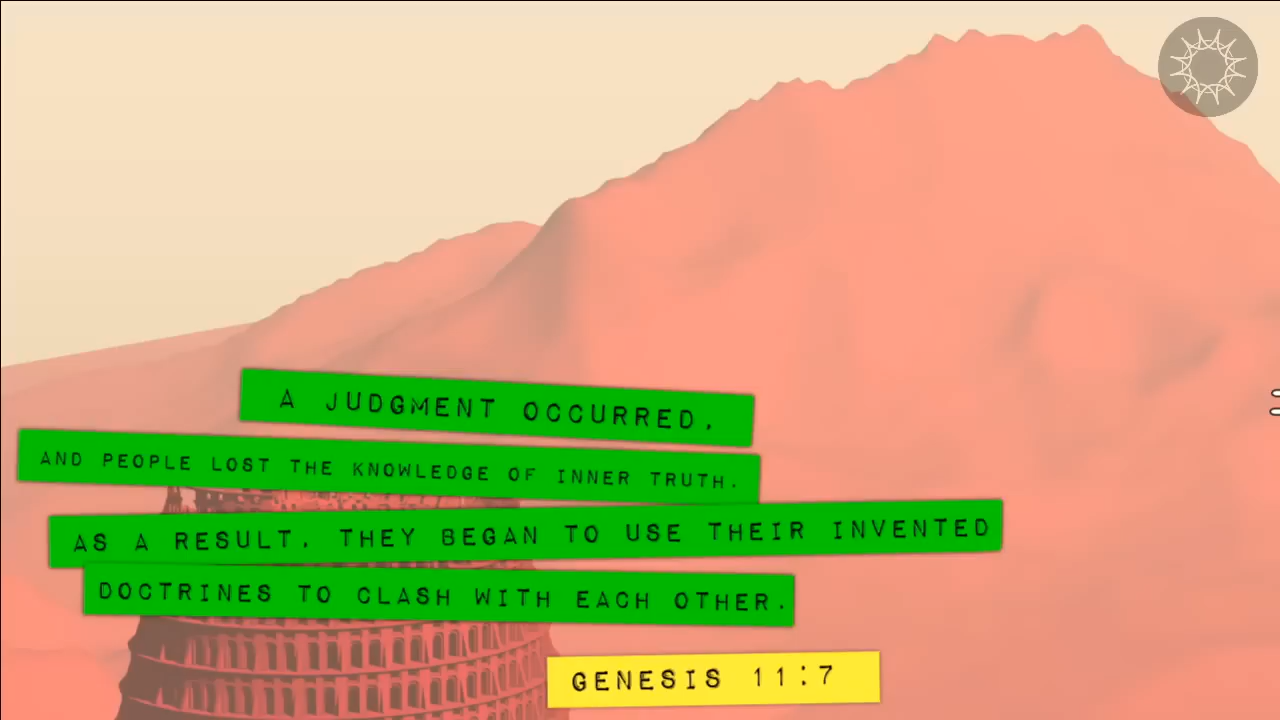 A JUDGMENT OCCURRED,
AND PEOPLE LOST THE KNOWLEDGE OF INNER TRUTH.
AS A RESULT, THEY BEGAN TO USE THEIR INVENTED
DOCTRINES TO CLASH WITH EACH OTHER.
GENESIS 11:7